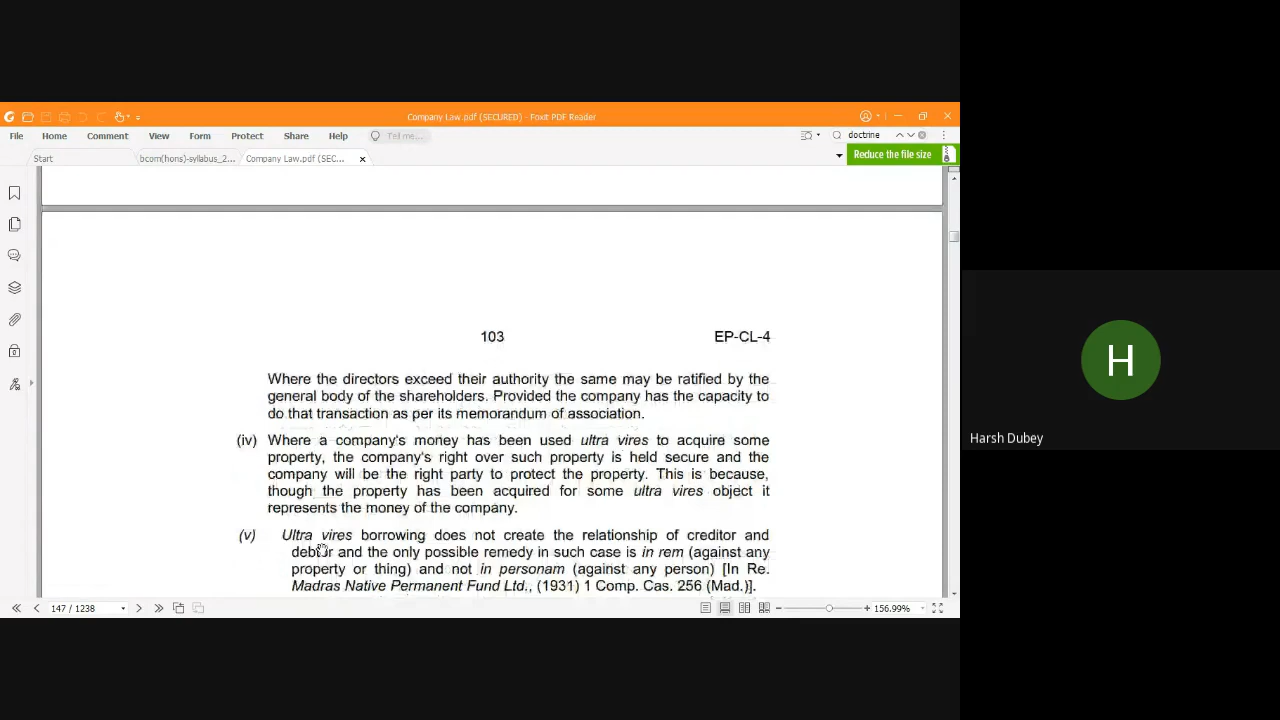 Company Law.pdf (SECURED) - Foxit PDF Reader
File Home Comment View Form Protect Share Help Tell me... doctrine
Start bcom(hons)-syllabus_2... Company Law.pdf (SEC... Reduce the file size
103 EP-CL-4
Where the directors exceed their authority the same may be ratified by the
general body of the shareholders. Provided the company has the capacity to
do that transaction as per its memorandum of association.
(iv) Where a company's money has been used ultra vires to acquire some
property, the company's right over such property is held secure and the
company will be the right party to protect the property. This is because,
though the property has been acquired for some ultra vires object it
represents the money of the company.
(v) Ultra vires borrowing does not create the relationship of creditor and
debtor and the only possible remedy in such case is in rem (against any
property or thing) and not in personam (against any person) [In Re.
Madras Native Permanent Fund Ltd., (1931) 1 Comp. Cas. 256 (Mad.)].
147 / 1238 156.99%
H
Harsh Dubey